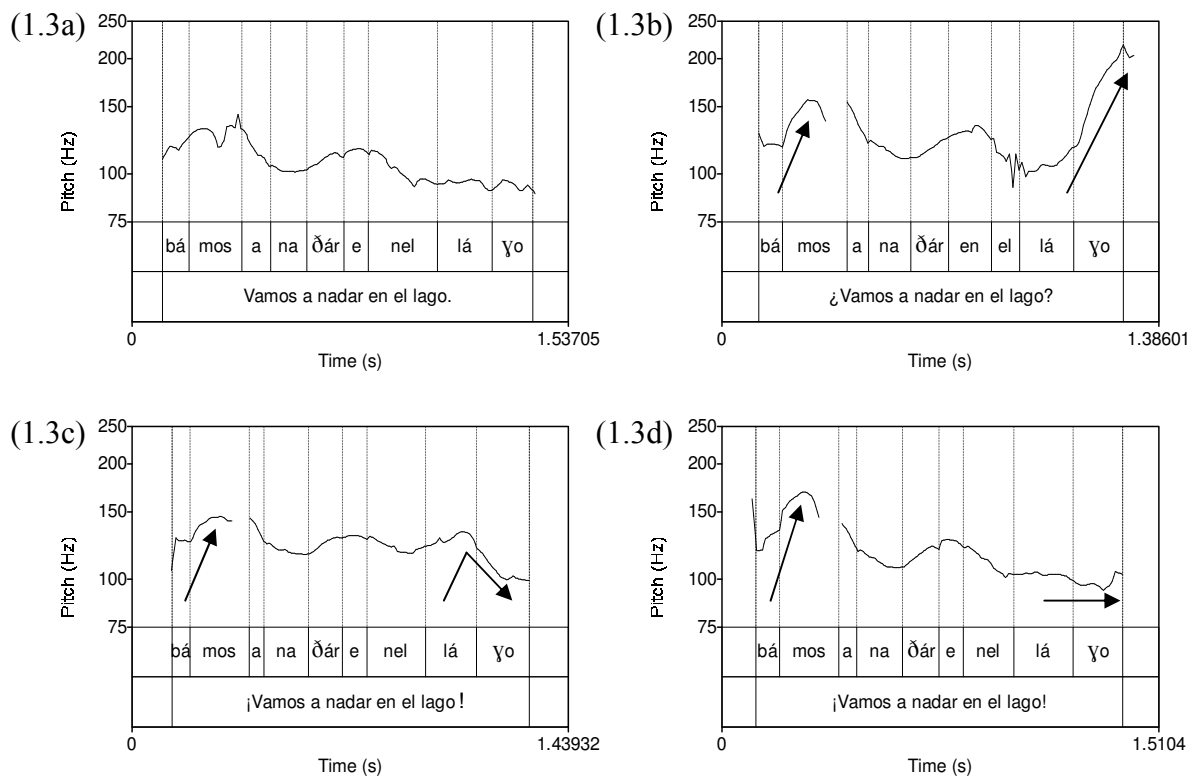 (1.3a)
Pitch (Hz)
250
200
150
100
75
bá mos a na ðár e nel lá ɣo
Vamos a nadar en el lago.
0 1.53705
Time (s)
(1.3b)
Pitch (Hz)
250
200
150
100
75
bá mos a na ðár en el lá ɣo
¿Vamos a nadar en el lago?
0 1.38601
Time (s)
(1.3c)
Pitch (Hz)
250
200
150
100
75
bá mos a na ðár e nel lá ɣo
¡Vamos a nadar en el lago!
0 1.43932
Time (s)
(1.3d)
Pitch (Hz)
250
200
150
100
75
bá mos a na ðár e nel lá ɣo
¡Vamos a nadar en el lago!
0 1.5104
Time (s)